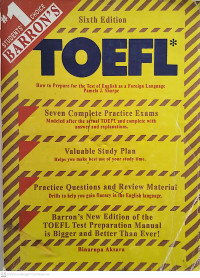 #1
STUDENTS' CHOICE
BARRON'S
Sixth Edition
TOEFL*
How to Prepare for the Test of English as a Foreign Language
Pamela J. Sharpe
Seven Complete Practice Exams
Modeled after the actual TOEFL and complete with
answers and explanations.
Valuable Study Plan
Helps you make best use of your study time.
Practice Questions and Review Material
Drills to help you gain fluency in the English language.
Barron's New Edition of the
TOEFL Test Preparation Manual
is Bigger and Better Than Ever!
Binarupa Aksara